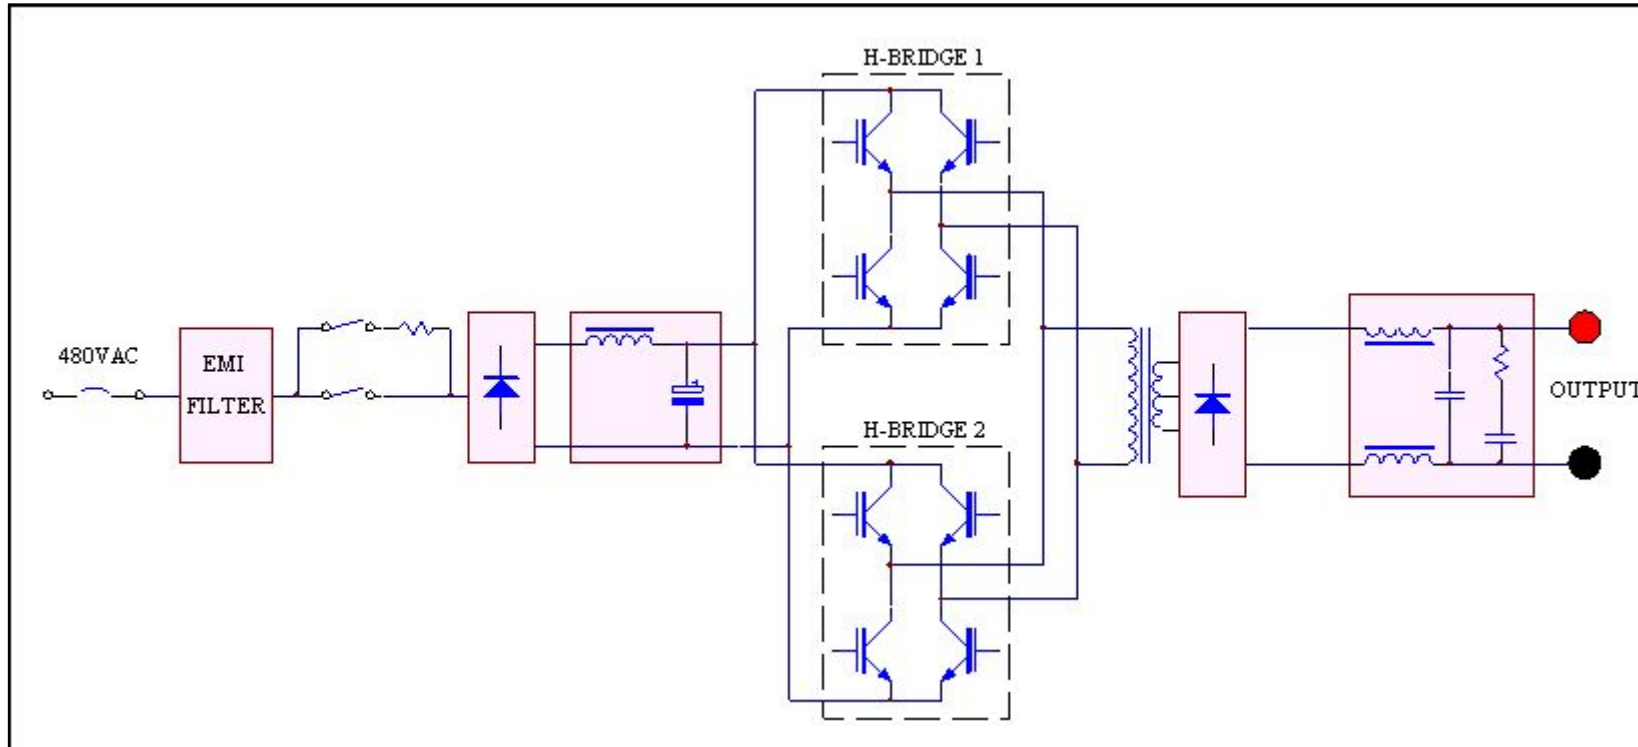 H-BRIDGE 1
480VAC
EMI
FILTER
OUTPUT
H-BRIDGE 2